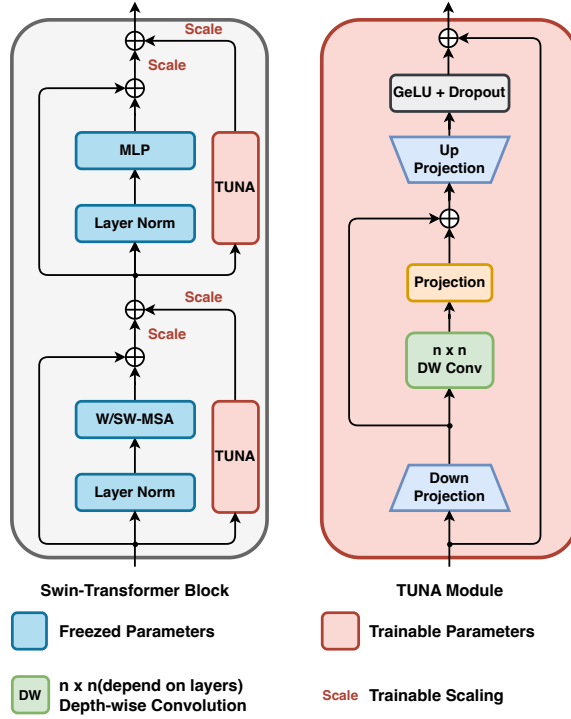 Scale
Scale
MLP
TUNA
Layer Norm
Scale
Scale
W/SW-MSA
TUNA
Layer Norm
Swin-Transformer Block
GeLU + Dropout
Up
Projection
Projection
n x n
DW Conv
Down
Projection
TUNA Module
Freezed Parameters
Trainable Parameters
DW
n x n(depend on layers)
Depth-wise Convolution
Scale
Trainable Scaling